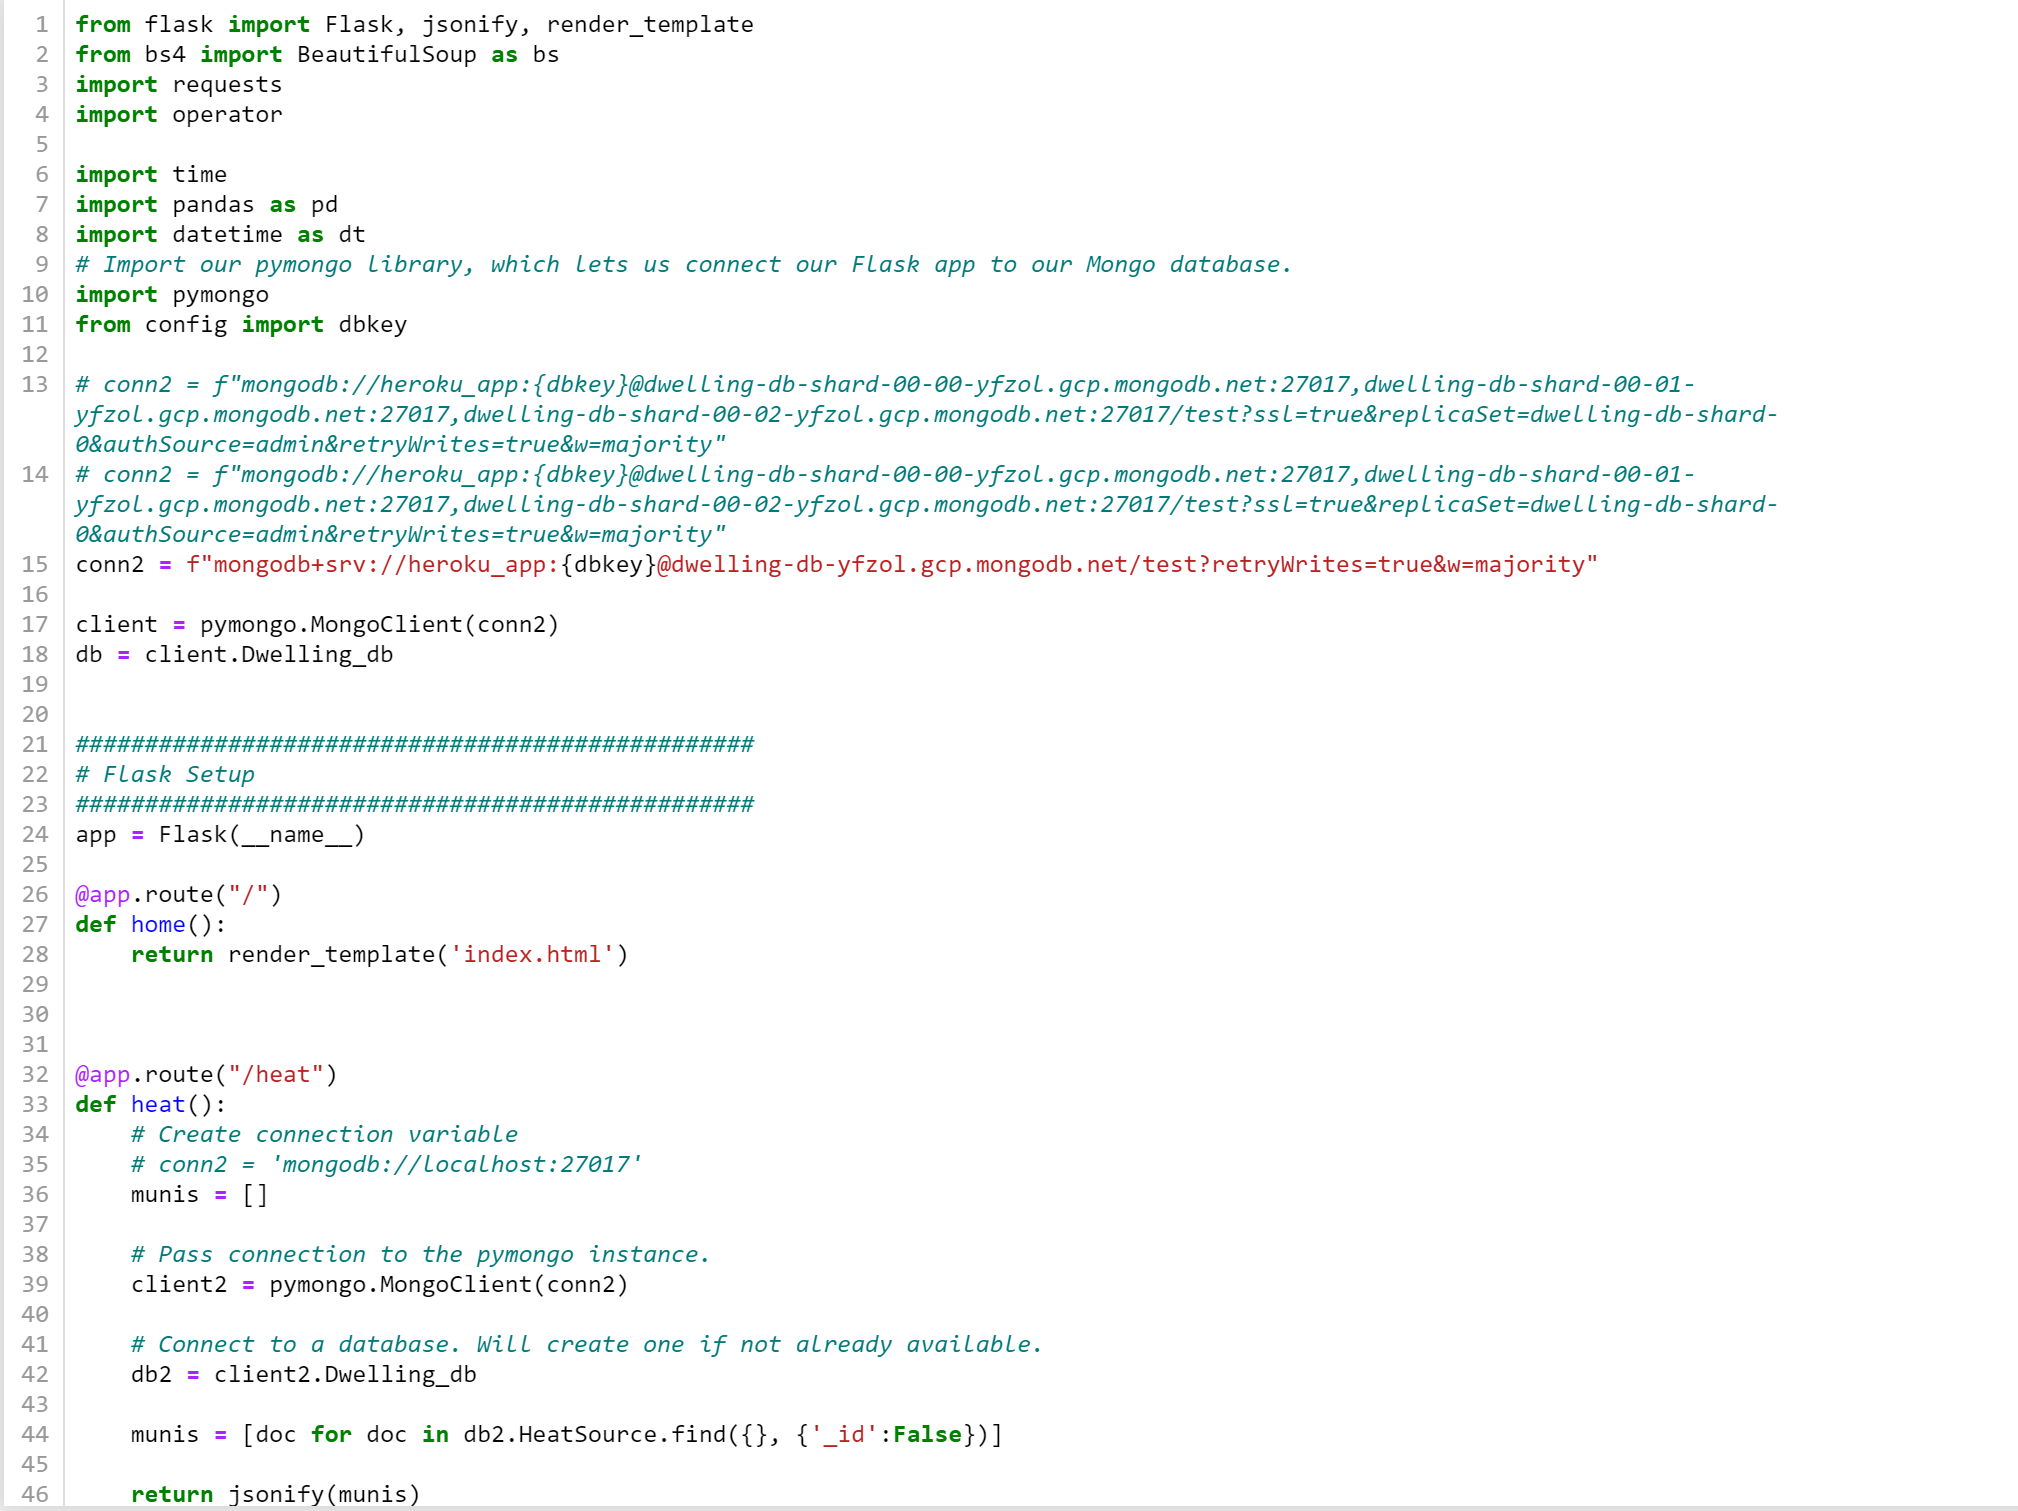 1 from flask import Flask, jsonify, render_template
2 from bs4 import BeautifulSoup as bs
3 import requests
4 import operator
5
6 import time
7 import pandas as pd
8 import datetime as dt
9 # Import our pymongo library, which lets us connect our Flask app to our Mongo database.
10 import pymongo
11 from config import dbkey
12
13 # conn2 = f"mongodb://heroku_app:{dbkey}@dwelling-db-shard-00-00-yfzol.gcp.mongodb.net:27017,dwelling-db-shard-00-01-
yfzol.gcp.mongodb.net:27017,dwelling-db-shard-00-02-yfzol.gcp.mongodb.net:27017/test?ssl=true&replicaSet=dwelling-db-shard-
0&authSource=admin&retryWrites=true&w=majority"
14 # conn2 = f"mongodb://heroku_app:{dbkey}@dwelling-db-shard-00-00-yfzol.gcp.mongodb.net:27017,dwelling-db-shard-00-01-
yfzol.gcp.mongodb.net:27017,dwelling-db-shard-00-02-yfzol.gcp.mongodb.net:27017/test?ssl=true&replicaSet=dwelling-db-shard-
0&authSource=admin&retryWrites=true&w=majority"
15 conn2 = f"mongodb+srv://heroku_app:{dbkey}@dwelling-db-yfzol.gcp.mongodb.net/test?retryWrites=true&w=majority"
16
17 client = pymongo.MongoClient(conn2)
18 db = client.Dwelling_db
19
20
21 #################################################
22 # Flask Setup
23 #################################################
24 app = Flask(__name__)
25
26 @app.route("/")
27 def home():
28     return render_template('index.html')
29
30
31
32 @app.route("/heat")
33 def heat():
34     # Create connection variable
35     # conn2 = 'mongodb://localhost:27017'
36     munis = []
37
38     # Pass connection to the pymongo instance.
39     client2 = pymongo.MongoClient(conn2)
40
41     # Connect to a database. Will create one if not already available.
42     db2 = client2.Dwelling_db
43
44     munis = [doc for doc in db2.HeatSource.find({}, {'_id':False})]
45
46     return jsonify(munis)